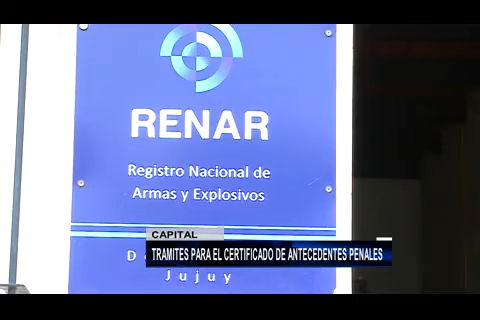 RENAR
Registro Nacional de
Armas y Explosivos
CAPITAL
TRAMITES PARA EL CERTIFICADO DE ANTECEDENTES PENALES
Jujuy